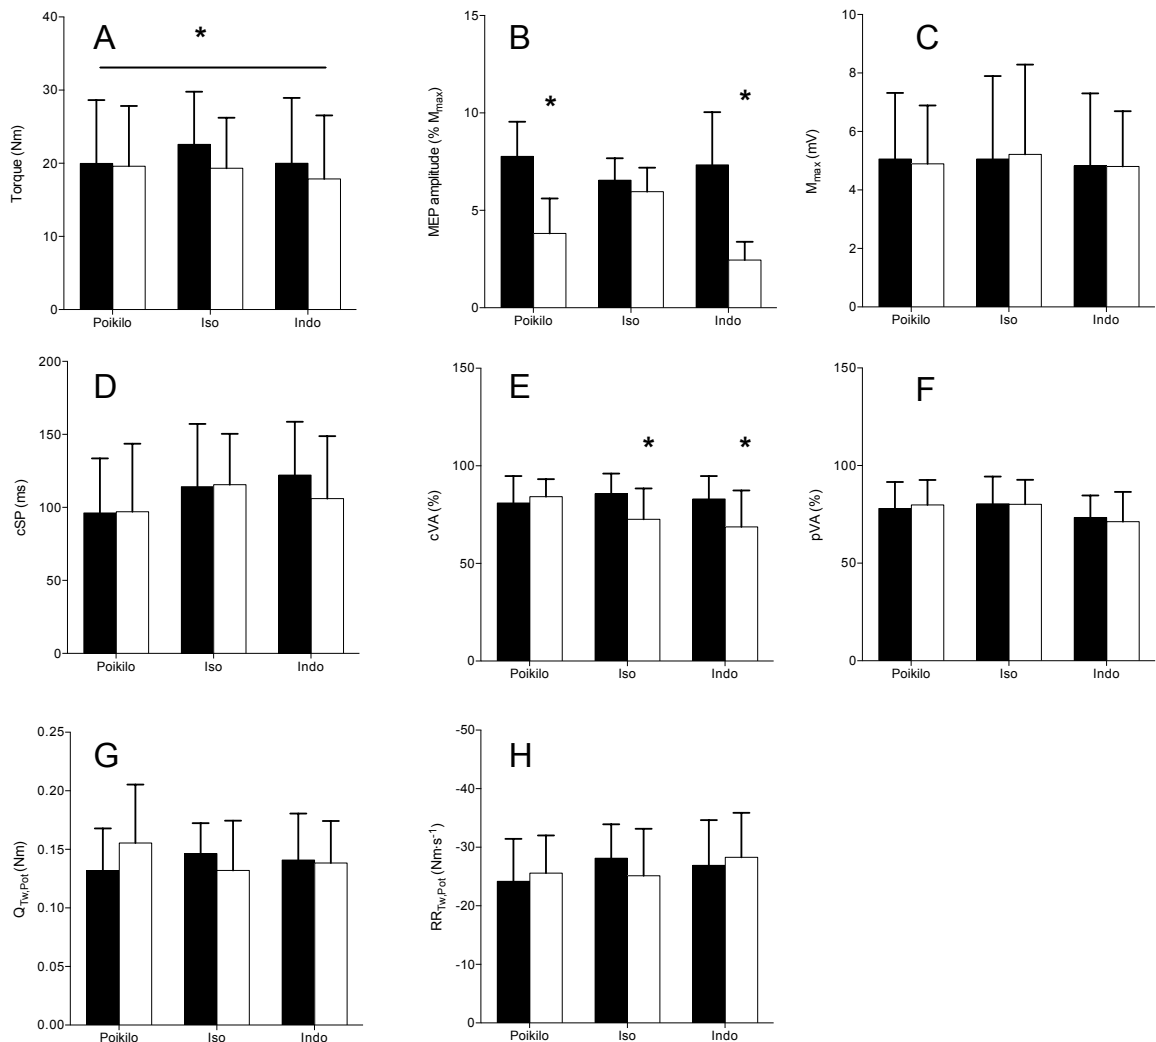 A
*
Torque (Nm)
40
30
20
10
0
Poikilo Iso Indo
B
* *
MEP amplitude (% Mmax)
15
10
5
0
Poikilo Iso Indo
C
Mmax (mV)
10
8
6
4
2
0
Poikilo Iso Indo
D
cSP (ms)
200
150
100
50
0
Poikilo Iso Indo
E
* *
cVA (%)
150
100
50
0
Poikilo Iso Indo
F
pVA (%)
150
100
50
0
Poikilo Iso Indo
G
QTw,Pot (Nm)
0.25
0.20
0.15
0.10
0.05
0.00
Poikilo Iso Indo
H
RRTw,Pot (Nm·s⁻¹)
-50
-40
-30
-20
-10
0
Poikilo Iso Indo